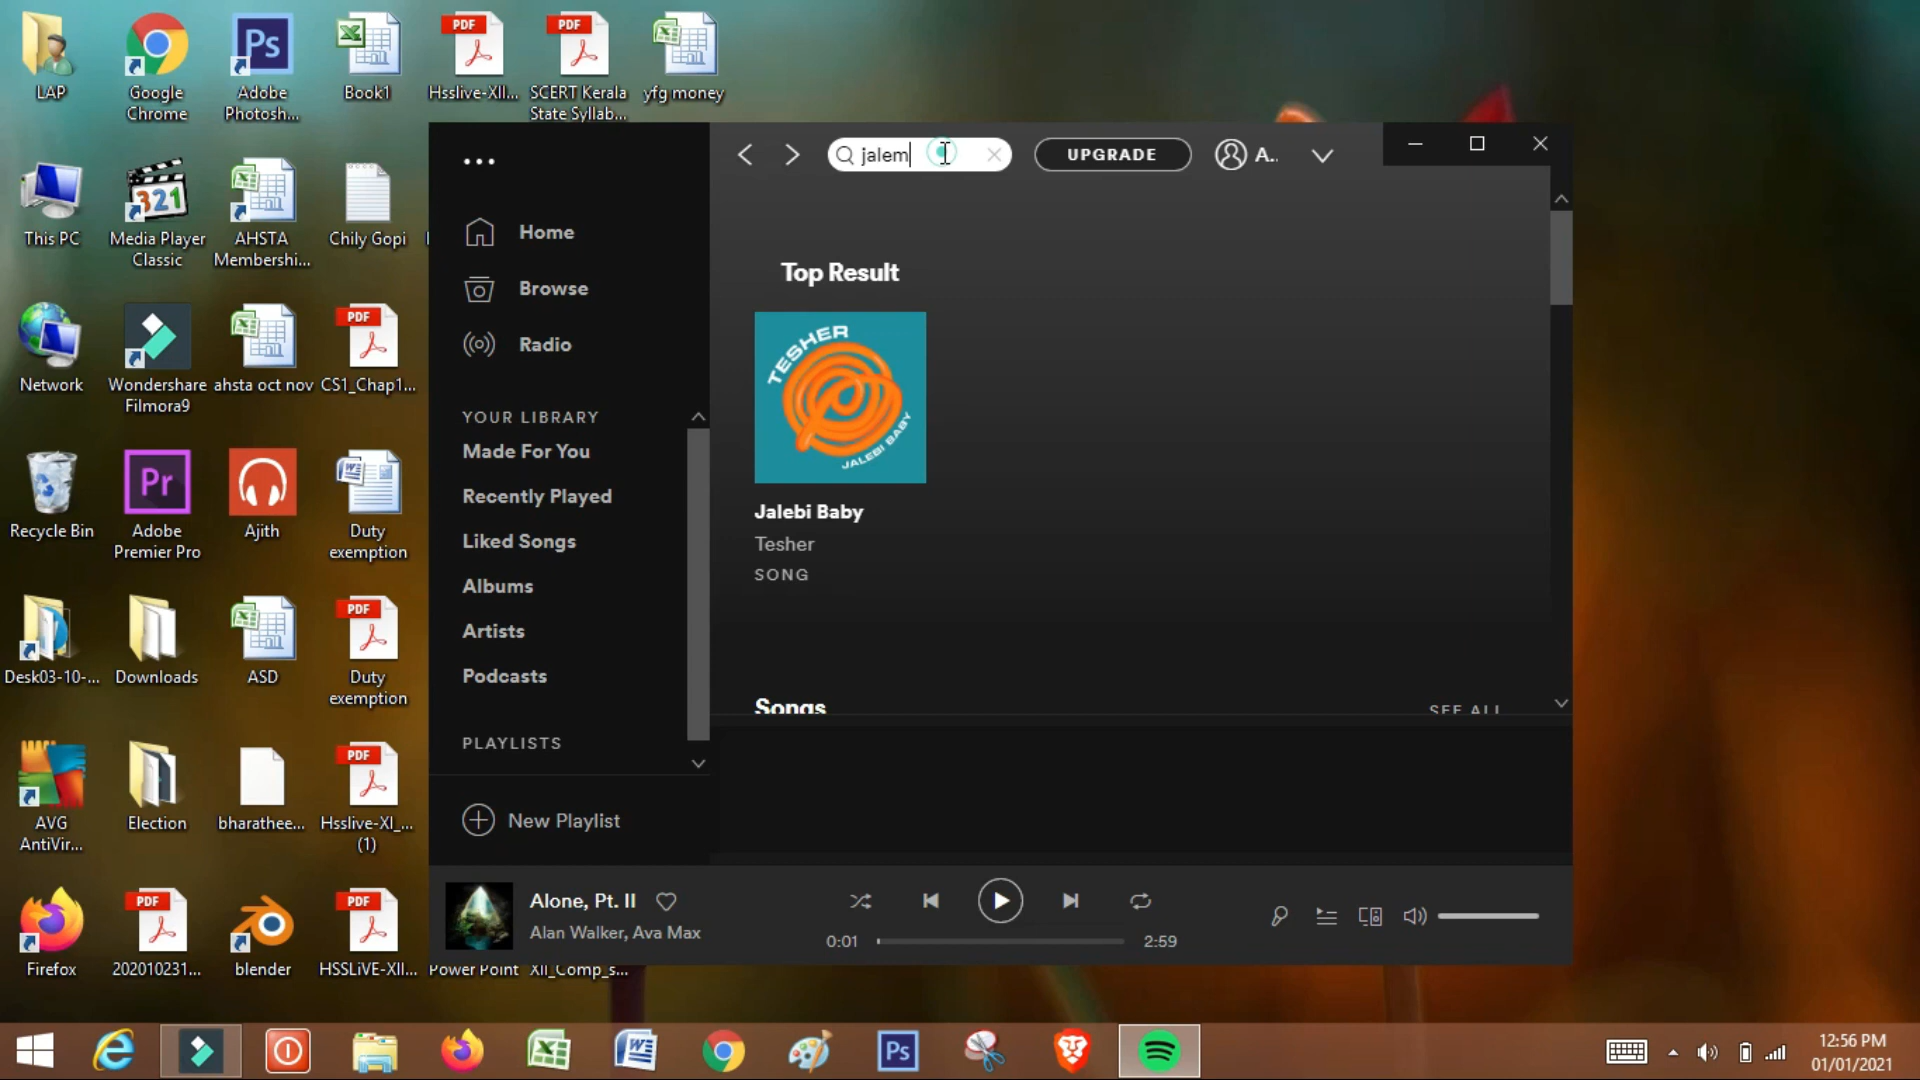 LAP
Google
Chrome
Adobe
Photosh...
Book1
Hsslive-XII...
SCERT Kerala
State Syllab...
yfg money
This PC
Media Player
Classic
AHSTA
Membershi...
Chily Gopi
Network
Wondershare
Filmora9
ahsta oct nov
CS1_Chap1...
Recycle Bin
Adobe
Premier Pro
Ajith
Duty
exemption
Desk03-10-...
Downloads
ASD
Duty
exemption
AVG
AntiVir...
Election
bharathee...
Hsslive-XI_...
(1)
Firefox
202010231...
blender
HSSLiVE-XII...
Power Point
XII_Comp_s...
PDF
PDF
PDF
PDF
PDF
PDF
PDF
Ps
321
Pr
jalem
UPGRADE
A..
Home
Browse
Radio
YOUR LIBRARY
Made For You
Recently Played
Liked Songs
Albums
Artists
Podcasts
PLAYLISTS
New Playlist
Top Result
TESHER
JALEBI BABY
Jalebi Baby
Tesher
SONG
Songs
SEE ALL
Alone, Pt. II
Alan Walker, Ava Max
0:01
2:59
Ps
12:56 PM
01/01/2021